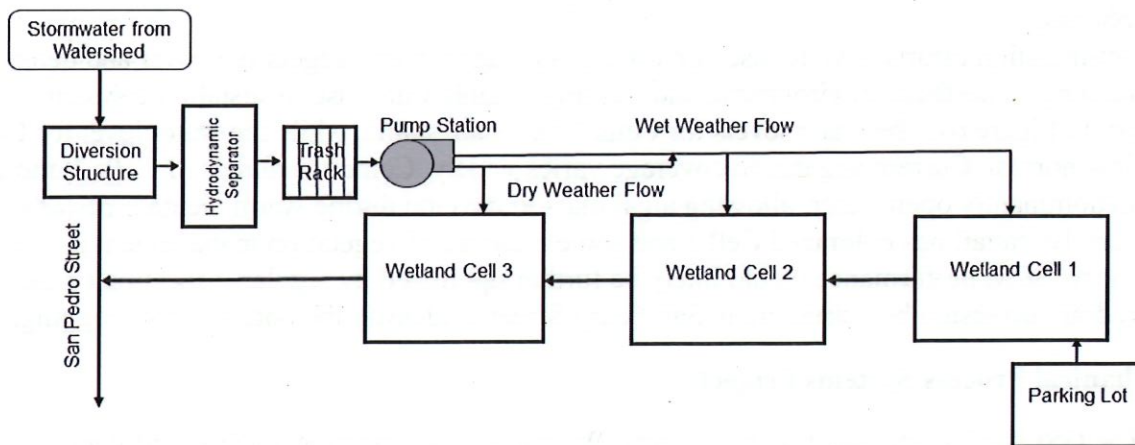 Stormwater from
Watershed
Diversion
Structure
Hydrodynamic
Separator
Trash
Rack
Pump Station
Wet Weather Flow
Dry Weather Flow
Wetland Cell 3
Wetland Cell 2
Wetland Cell 1
San Pedro Street
Parking Lot